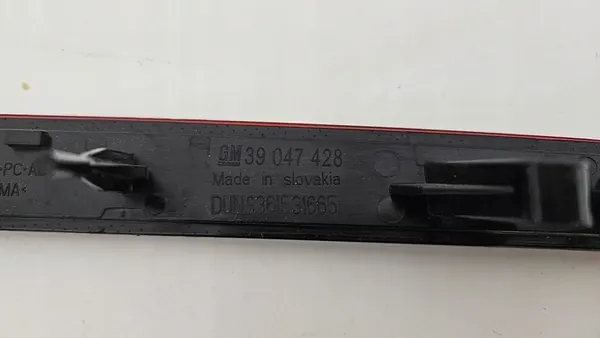 >PC+A
MA<
GM 39 047 428
Made in slovakia